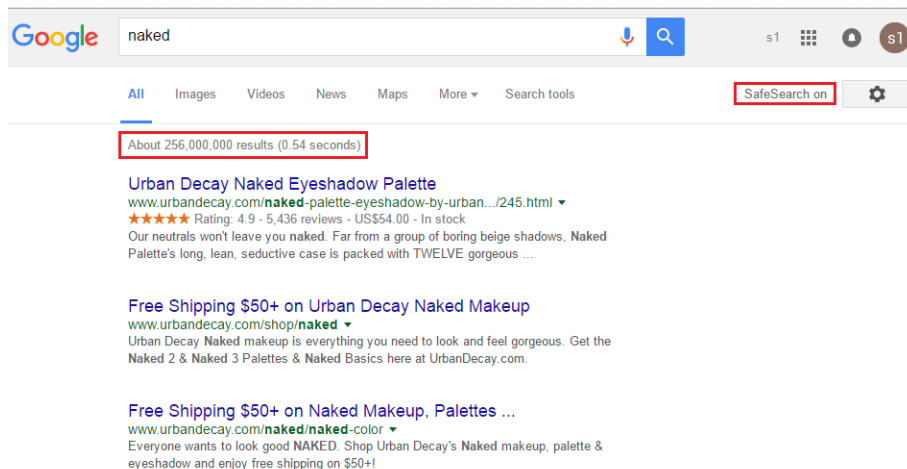 Google naked s1 s1
All Images Videos News Maps More Search tools SafeSearch on
About 256,000,000 results (0.54 seconds)
Urban Decay Naked Eyeshadow Palette
www.urbandecay.com/naked-palette-eyeshadow-by-urban.../245.html
Rating: 4.9 - 5,436 reviews - US$54.00 - In stock
Our neutrals won't leave you naked. Far from a group of boring beige shadows, Naked
Palette's long, lean, seductive case is packed with TWELVE gorgeous ...
Free Shipping $50+ on Urban Decay Naked Makeup
www.urbandecay.com/shop/naked
Urban Decay Naked makeup is everything you need to look and feel gorgeous. Get the
Naked 2 & Naked 3 Palettes & Naked Basics here at UrbanDecay.com.
Free Shipping $50+ on Naked Makeup, Palettes ...
www.urbandecay.com/naked/naked-color
Everyone wants to look good NAKED. Shop Urban Decay's Naked makeup, palette &
eyeshadow and enjoy free shipping on $50+!